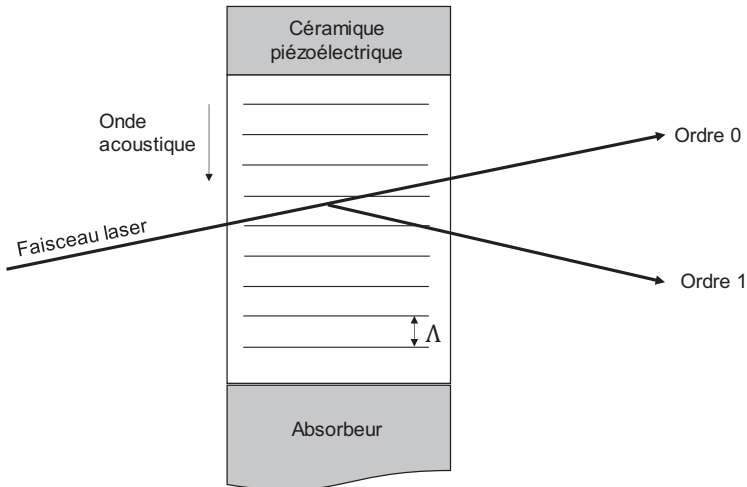 Céramique
piézoélectrique
Onde
acoustique
Ordre 0
Faisceau laser
Ordre 1
Λ
Absorbeur